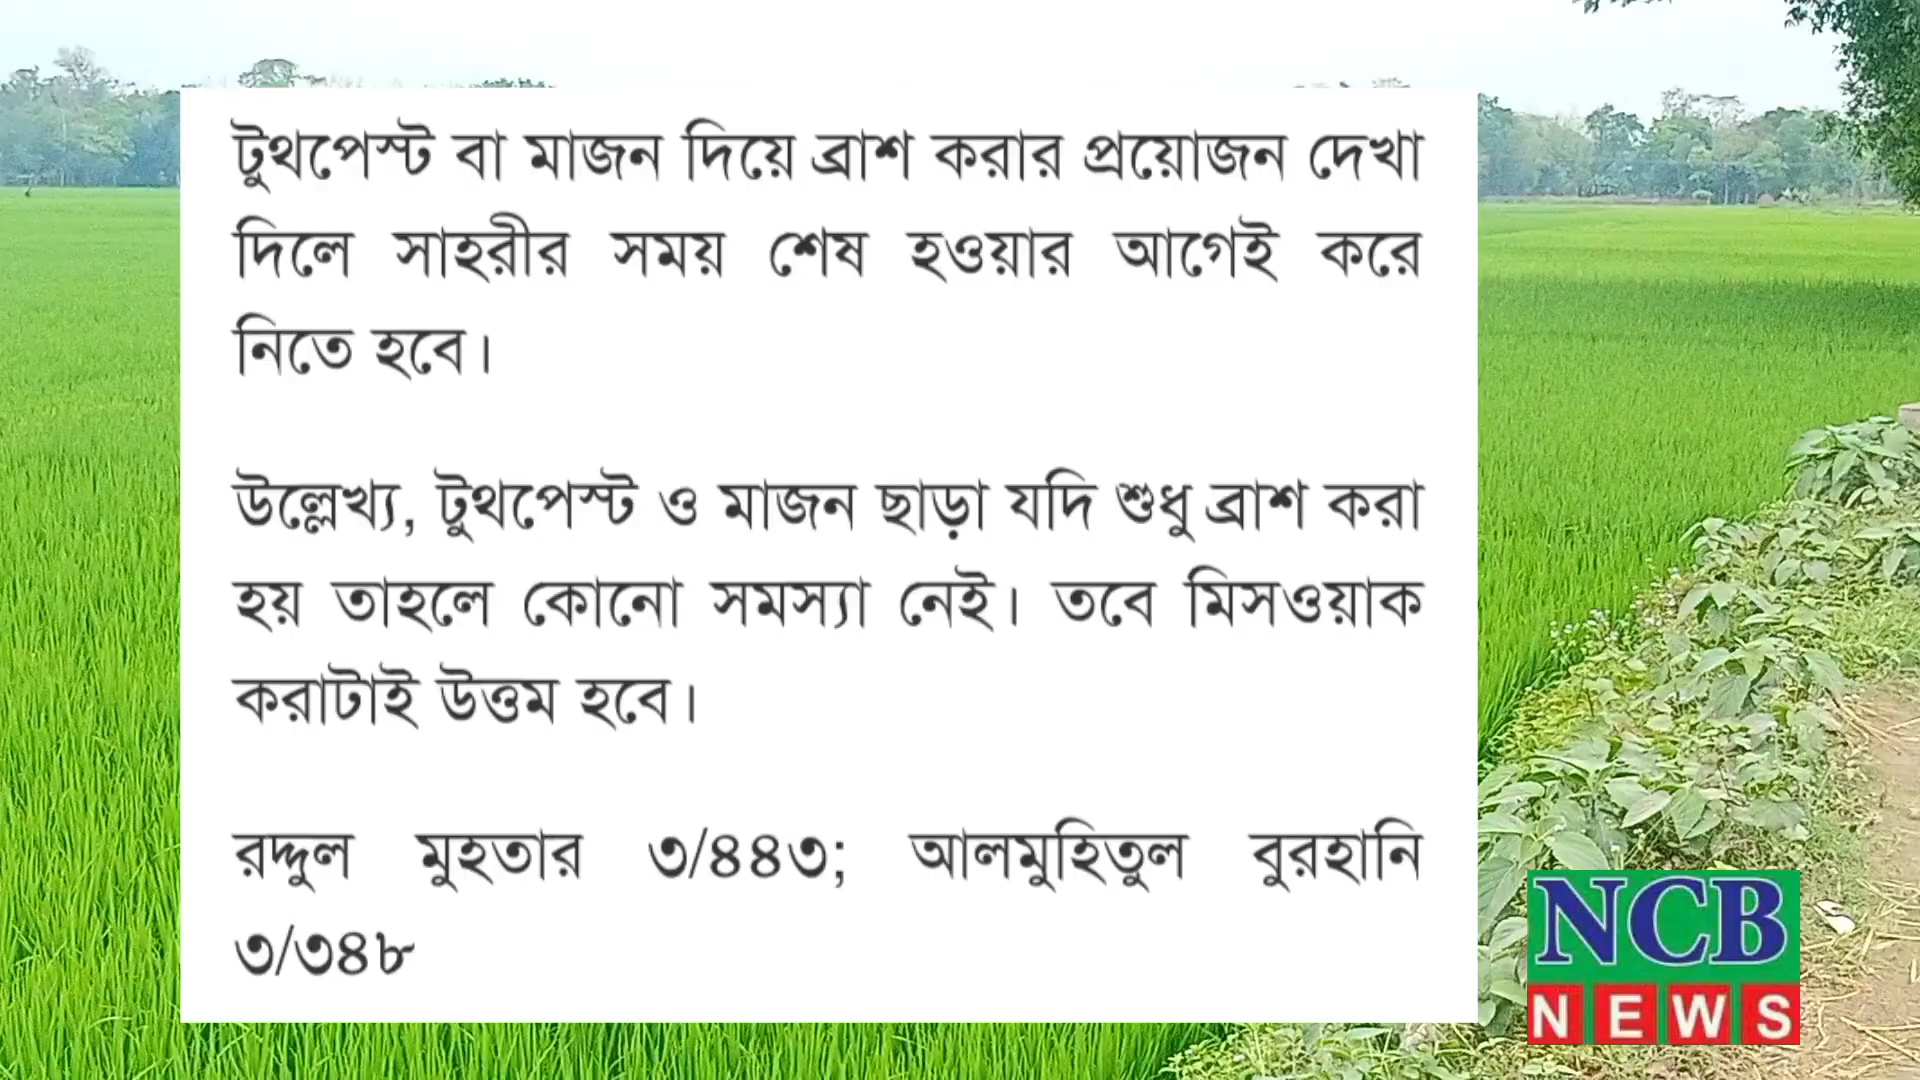 টুথপেস্ট বা মাজন দিয়ে ব্রাশ করার প্রয়োজন দেখা
দিলে সাহরীর সময় শেষ হওয়ার আগেই করে
নিতে হবে।
উল্লেখ্য, টুথপেস্ট ও মাজন ছাড়া যদি শুধু ব্রাশ করা
হয় তাহলে কোনো সমস্যা নেই। তবে মিসওয়াক
করাটাই উত্তম হবে।
রদ্দুল মুহতার ৩/৪৪৩; আলমুহিতুল বুরহানি
৩/৩৪৮
NCB
NEWS